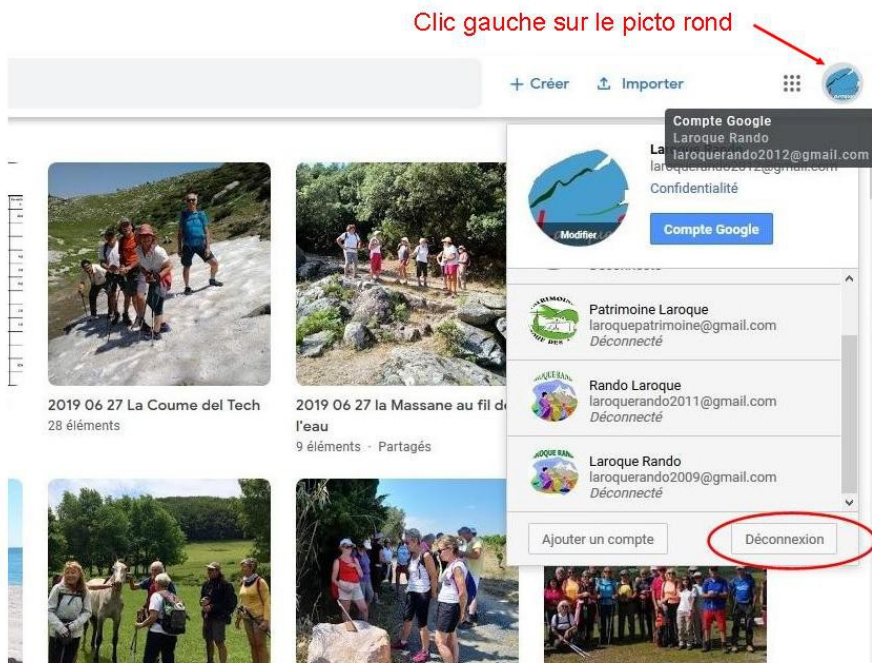 Clic gauche sur le picto rond
+ Créer
Importer
Compte Google
Laroque Rando
laroquerando2012@gmail.com
Confidentialité
Modifier
Compte Google
Patrimoine Laroque
laroquepatrimoine@gmail.com
Déconnecté
Rando Laroque
laroquerando2011@gmail.com
Déconnecté
Laroque Rando
laroquerando2009@gmail.com
Déconnecté
Ajouter un compte
Déconnexion
2019 06 27 La Coume del Tech
28 éléments
2019 06 27 la Massane au fil de
l'eau
9 éléments · Partagés